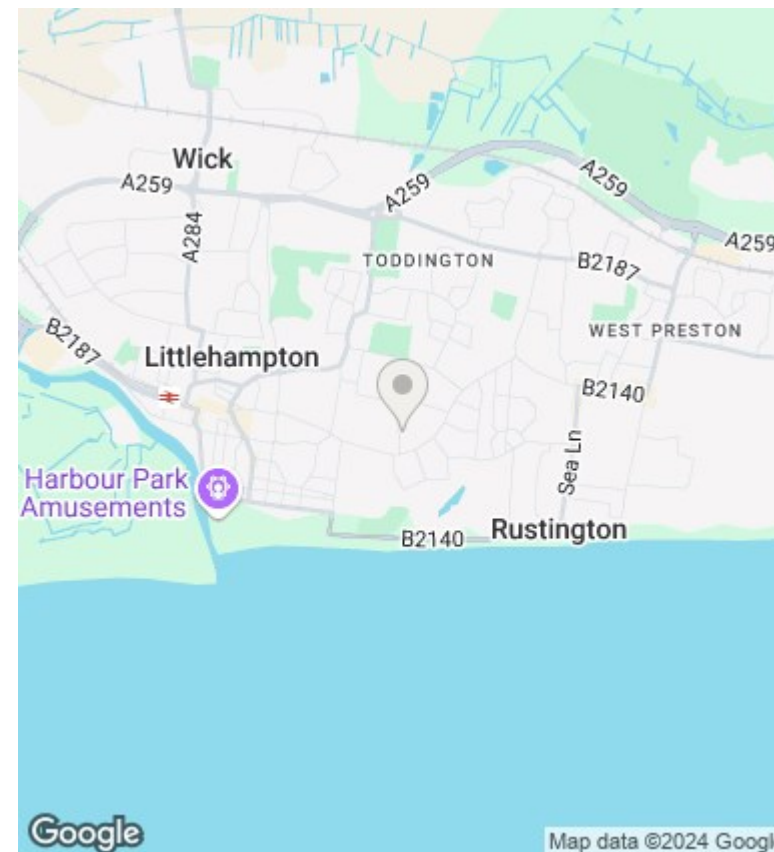 Wick
A259
A284
A259
A259
A259
TODDINGTON
B2187
WEST PRESTON
B2187
Littlehampton
B2140
Sea Ln
Harbour Park
Amusements
B2140
Rustington
Google
Map data ©2024 Google